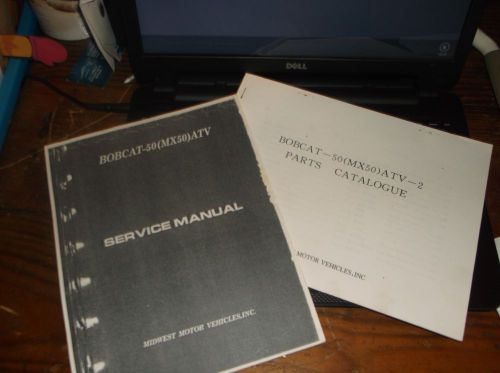 DELL
BOBCAT-50(MX50)ATV
SERVICE MANUAL
MIDWEST MOTOR VEHICLES,INC.
BOBCAT-50(MX50)ATV-2
PARTS CATALOGUE
MOTOR VEHICLES,INC